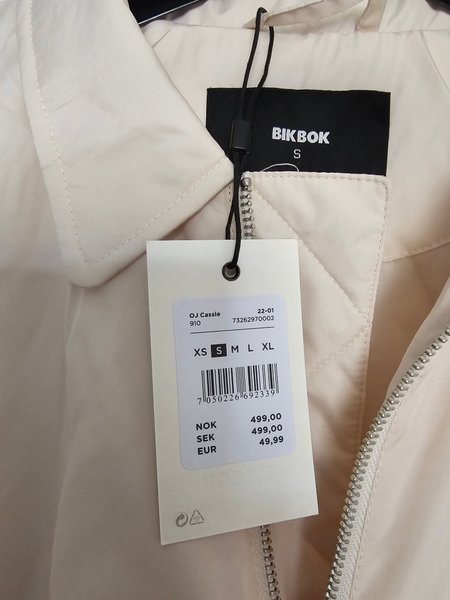 BIKBOK
S
OJ Cassie 22-01
910 73262970002
XS S M L XL
7 050226 692339
NOK 499,00
SEK 499,00
EUR 49,99